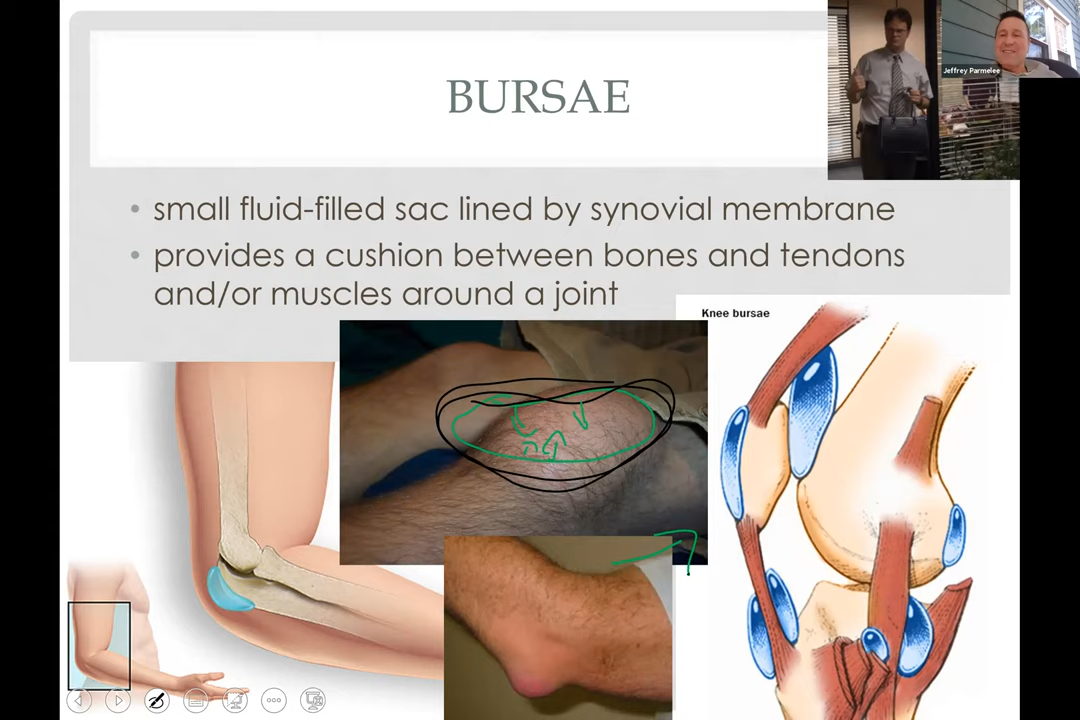 BURSAE
Jeffrey Parmelee
• small fluid-filled sac lined by synovial membrane
• provides a cushion between bones and tendons
and/or muscles around a joint
Knee bursae